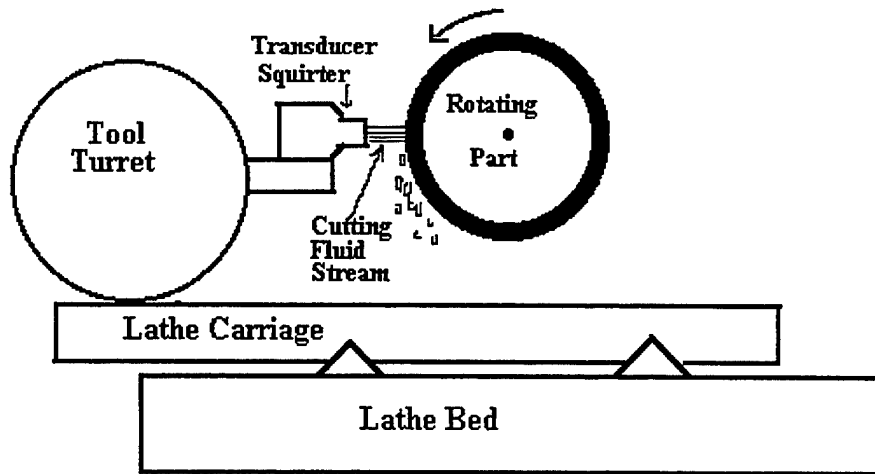 Transducer
Squirter
Tool
Turret
Rotating
Part
Cutting
Fluid
Stream
Lathe Carriage
Lathe Bed